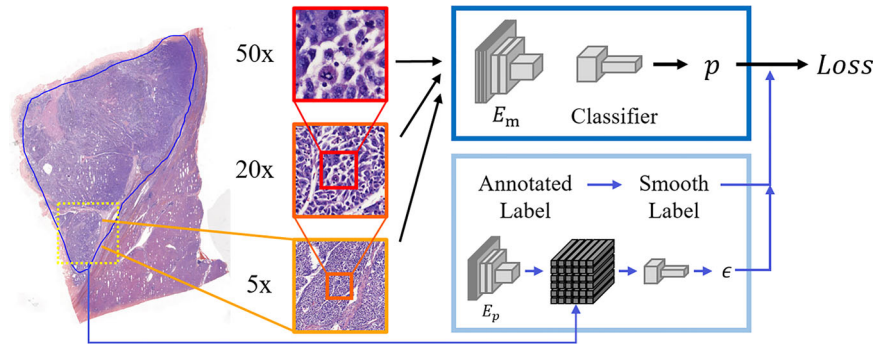 50x
20x
5x
E_m
Classifier
p
Loss
Annotated
Label
Smooth
Label
E_p
ϵ